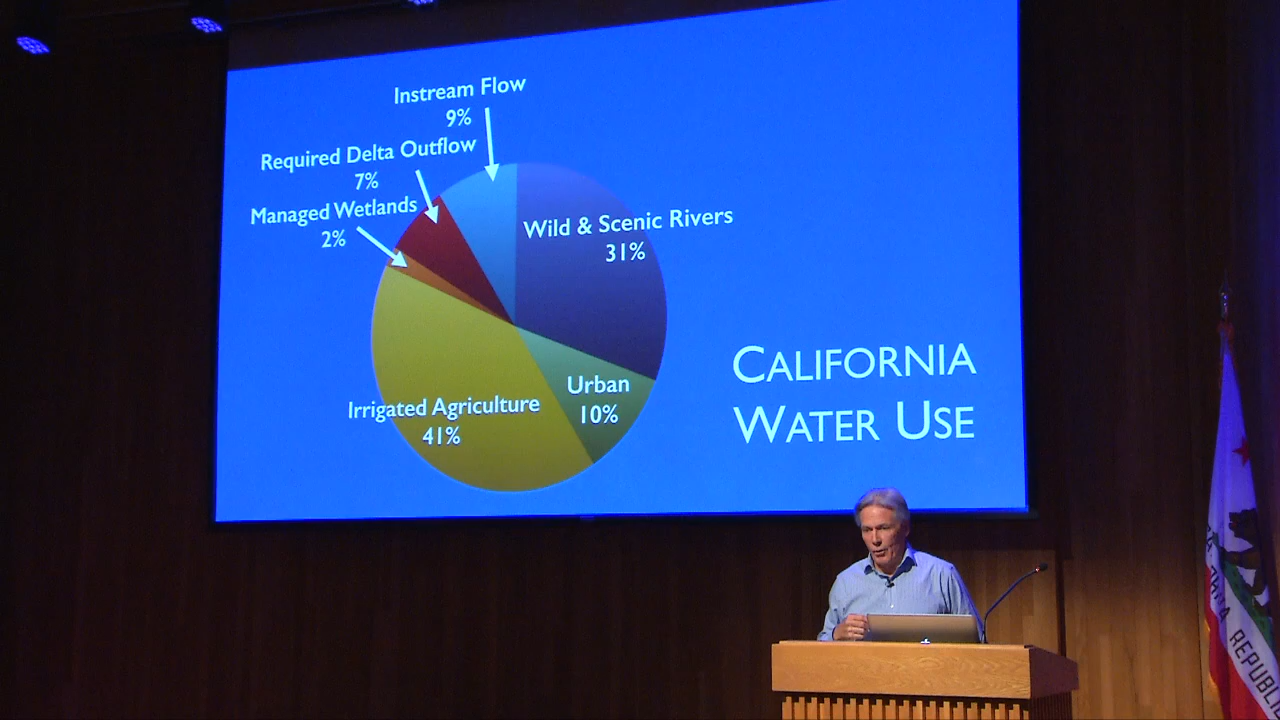 Instream Flow
9%
Required Delta Outflow
7%
Managed Wetlands
2%
Wild & Scenic Rivers
31%
Urban
10%
Irrigated Agriculture
41%
CALIFORNIA
WATER USE
REPUBLIC